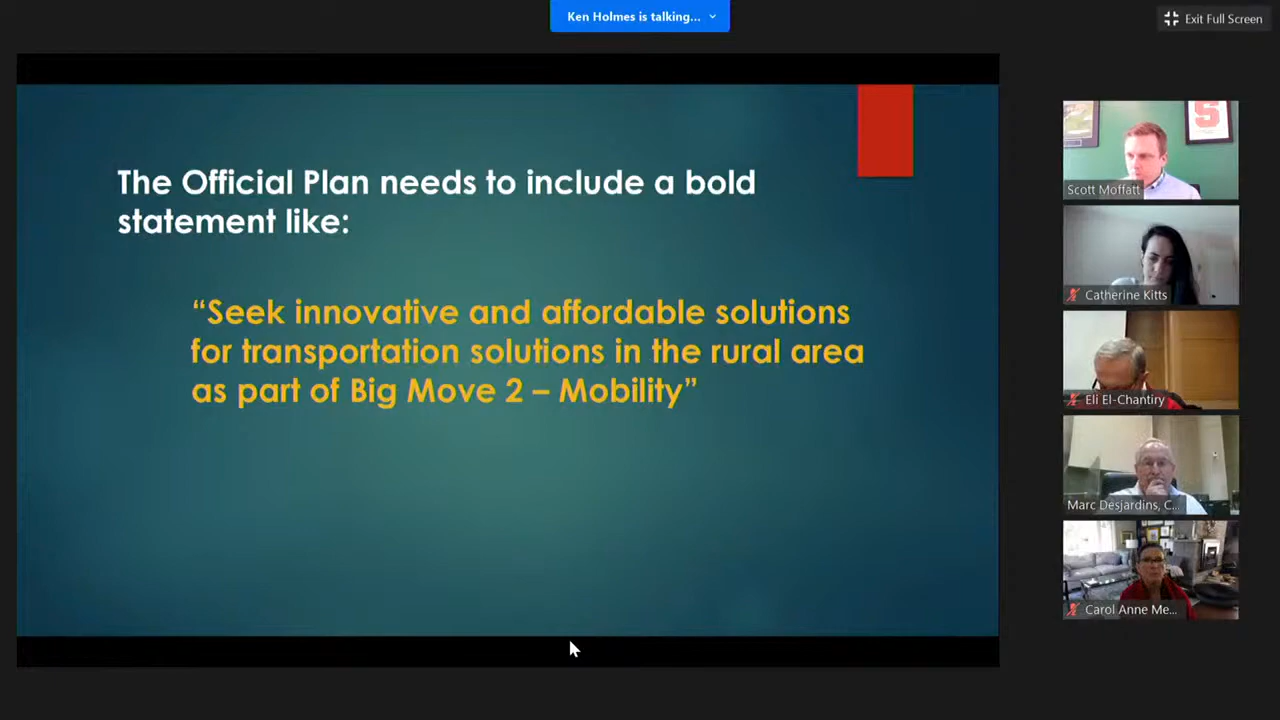 Ken Holmes is talking...
Exit Full Screen
The Official Plan needs to include a bold
statement like:
“Seek innovative and affordable solutions
for transportation solutions in the rural area
as part of Big Move 2 – Mobility”
S
Scott Moffatt
Catherine Kitts
Eli El-Chantiry
Marc Desjardins, C...
Carol Anne Me...